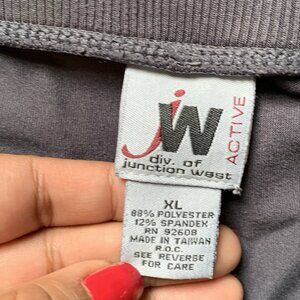 jW
ACTIVE
div. of
junction west
XL
88% POLYESTER
12% SPANDEX
RN 92608
MADE IN TAIWAN
R.O.C.
SEE REVERSE
FOR CARE